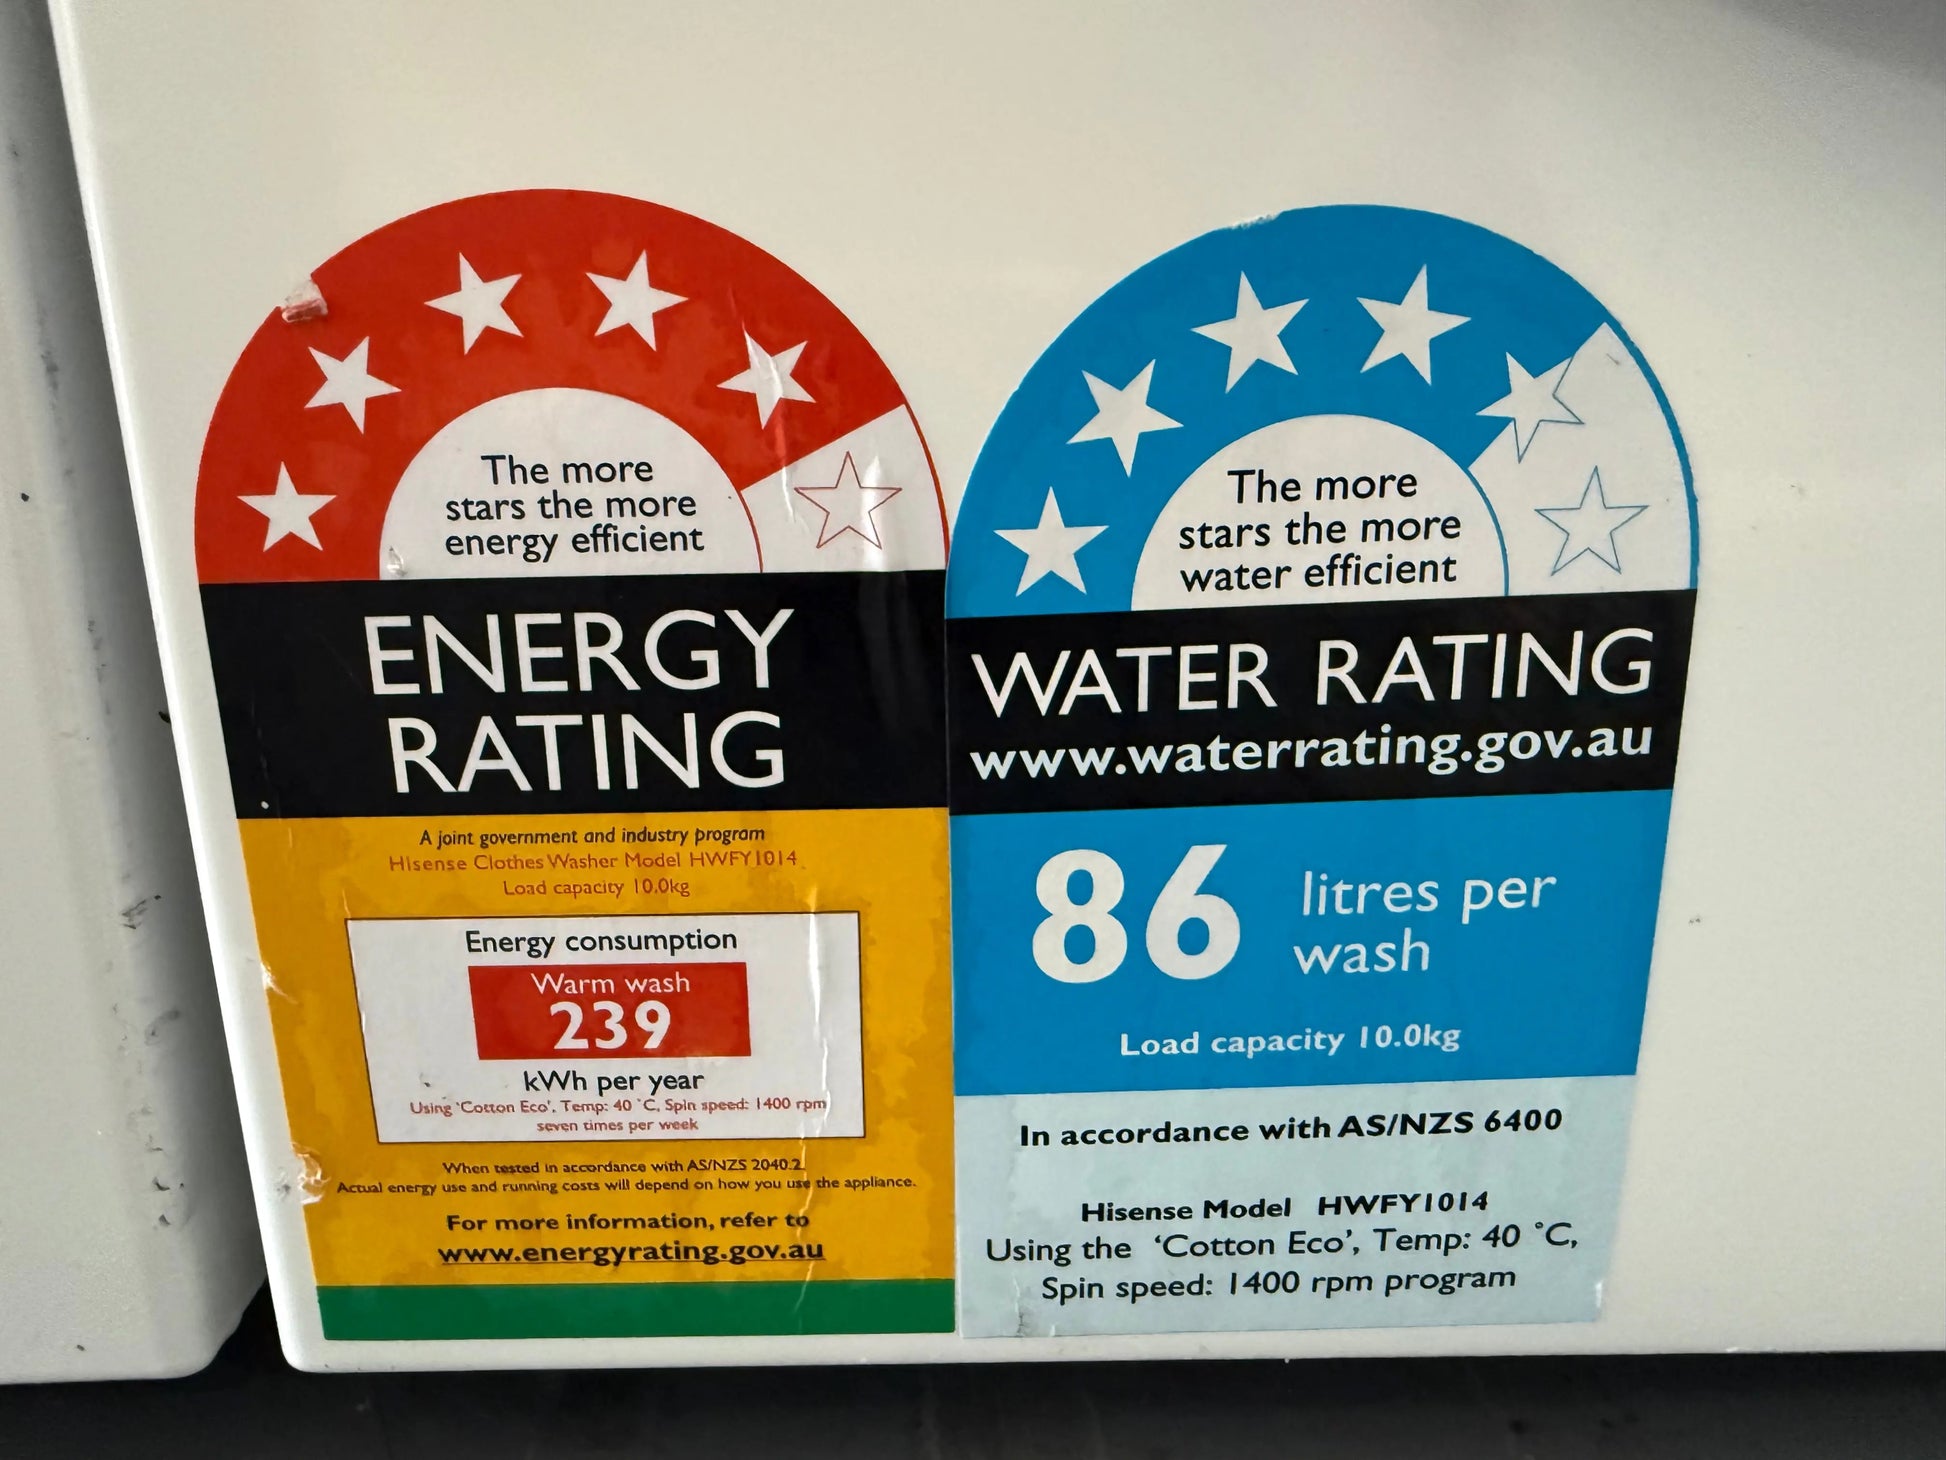 The more
stars the more
energy efficient
ENERGY
RATING
A joint government and industry program
Hisense Clothes Washer Model HWFY1014
Load capacity 10.0kg
Energy consumption
Warm wash
239
kWh per year
Using 'Cotton Eco', Temp: 40 °C, Spin speed: 1400 rpm
seven times per week
When tested in accordance with AS/NZS 2040.2
Actual energy use and running costs will depend on how you use the appliance.
For more information, refer to
www.energyrating.gov.au
The more
stars the more
water efficient
WATER RATING
www.waterrating.gov.au
86 litres per
wash
Load capacity 10.0kg
In accordance with AS/NZS 6400
Hisense Model HWFY1014
Using the 'Cotton Eco', Temp: 40 °C,
Spin speed: 1400 rpm program